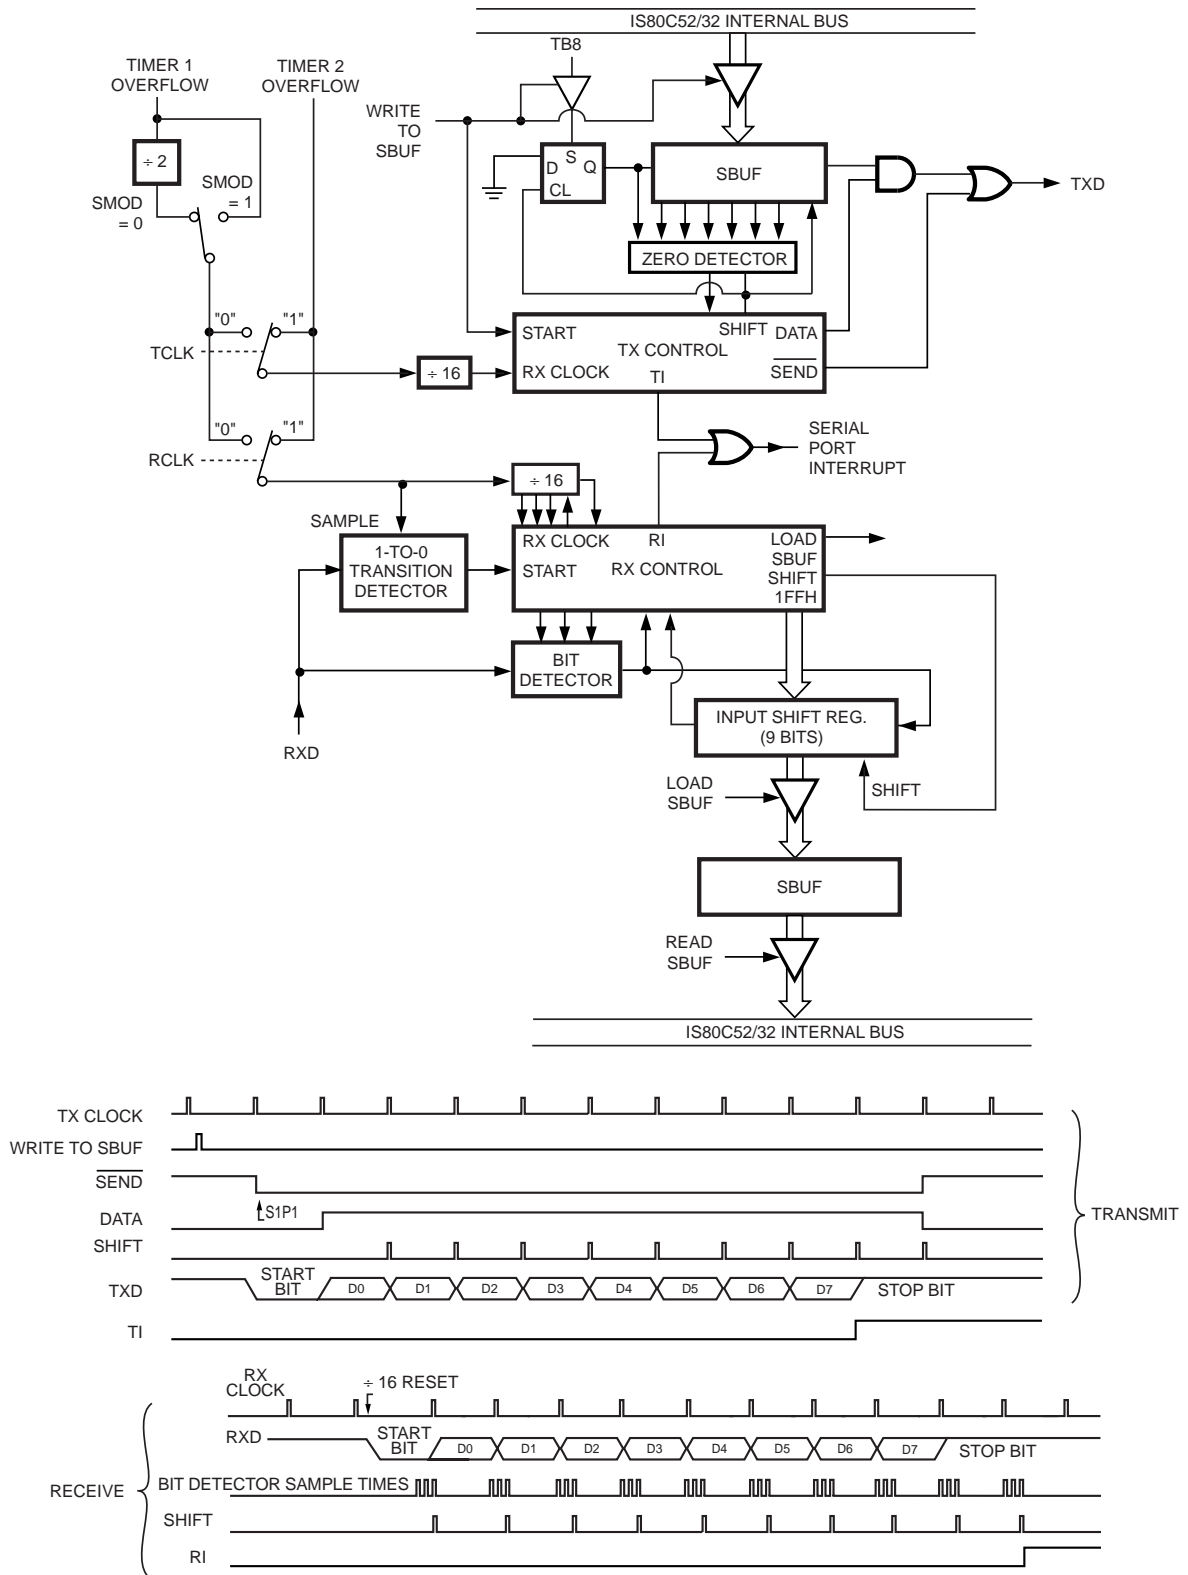 IS80C52/32 INTERNAL BUS
TB8
TIMER 1
OVERFLOW
TIMER 2
OVERFLOW
WRITE
TO
SBUF
÷ 2
SMOD
= 1
SMOD
= 0
S
D
Q
CL
SBUF
TXD
ZERO DETECTOR
"0"
"1"
TCLK
START
SHIFT
DATA
TX CONTROL
÷ 16
RX CLOCK
TI
SEND
"0"
"1"
RCLK
SERIAL
PORT
INTERRUPT
÷ 16
SAMPLE
1-TO-0
TRANSITION
DETECTOR
RX CLOCK
RI
LOAD
SBUF
START
RX CONTROL
SHIFT
1FFH
BIT
DETECTOR
RXD
INPUT SHIFT REG.
(9 BITS)
LOAD
SBUF
SHIFT
SBUF
READ
SBUF
IS80C52/32 INTERNAL BUS
TX CLOCK
WRITE TO SBUF
SEND
S1P1
DATA
TRANSMIT
SHIFT
TXD
START
BIT
D0 D1 D2 D3 D4 D5 D6 D7 STOP BIT
TI
RX
CLOCK
÷ 16 RESET
RXD
START
BIT
D0 D1 D2 D3 D4 D5 D6 D7 STOP BIT
RECEIVE
BIT DETECTOR SAMPLE TIMES
SHIFT
RI